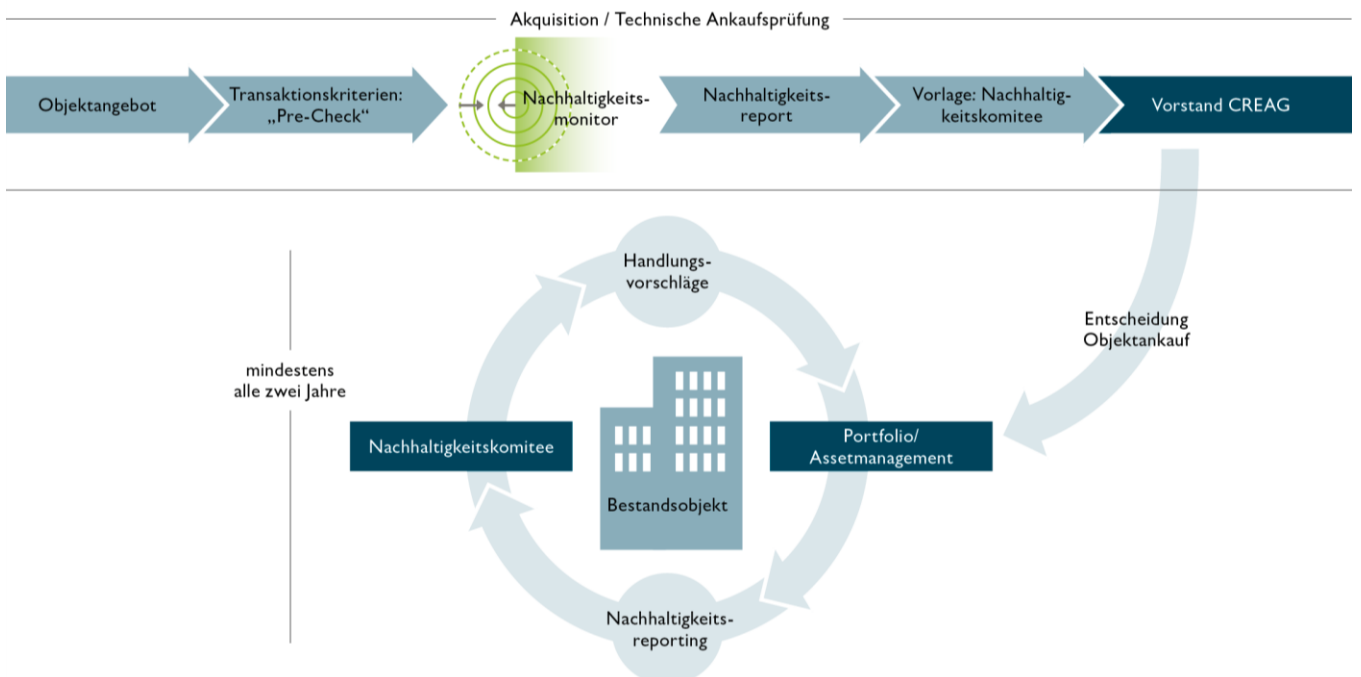 Akquisition / Technische Ankaufsprüfung
Objektangebot
Transaktionskriterien:
„Pre-Check“
Nachhaltigkeits-
monitor
Nachhaltigkeits-
report
Vorlage: Nachhaltig-
keitskomitee
Vorstand CREAG
Handlungs-
vorschläge
Entscheidung
Objektankauf
mindestens
alle zwei Jahre
Nachhaltigkeitskomitee
Portfolio/
Assetmanagement
Bestandsobjekt
Nachhaltigkeits-
reporting